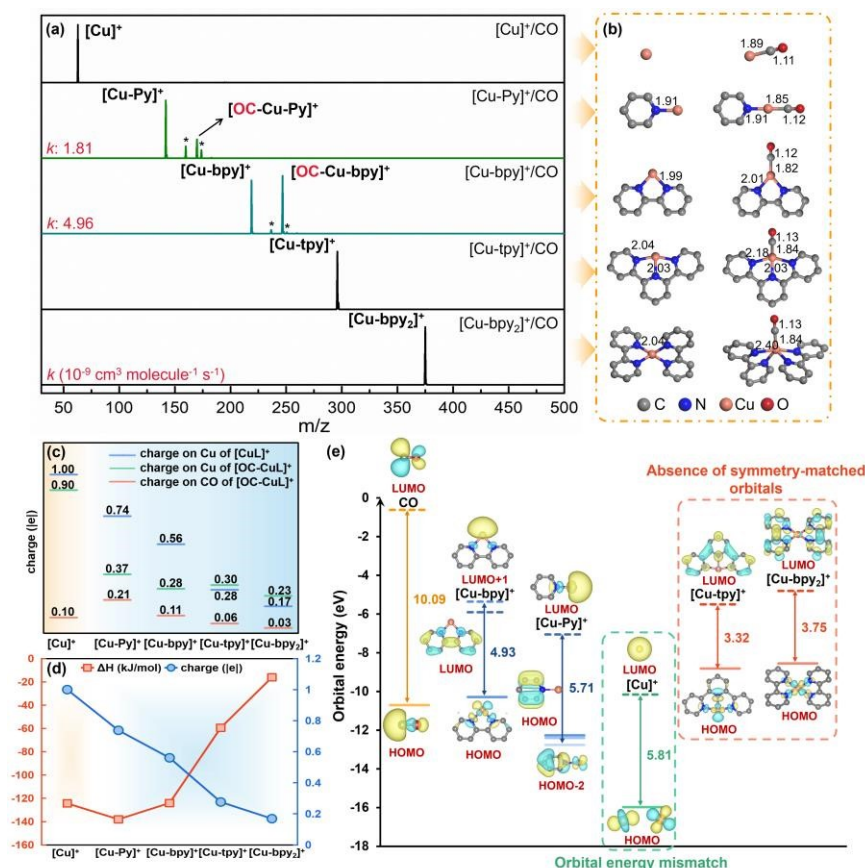 (a)
[Cu]⁺
[Cu]⁺/CO
[Cu-Py]⁺
[OC-Cu-Py]⁺
[Cu-Py]⁺/CO
*
*
*
k: 1.81
[Cu-bpy]⁺
[OC-Cu-bpy]⁺
[Cu-bpy]⁺/CO
*
*
k: 4.96
[Cu-tpy]⁺
[Cu-tpy]⁺/CO
[Cu-bpy₂]⁺
[Cu-bpy₂]⁺/CO
k (10⁻⁹ cm³ molecule⁻¹ s⁻¹)
50 100 150 200 250 300 350 400 450 500
m/z
(b)
1.89
1.11
1.91
1.85
1.91
1.12
1.99
1.12
1.82
2.01
2.04
2.03
1.13
1.84
2.18
2.03
2.04
1.13
1.84
2.40
C N Cu O
(c)
charge on Cu of [CuL]⁺
charge on Cu of [OC-CuL]⁺
charge on CO of [OC-CuL]⁺
charge (|e|)
1.00
0.90
0.10
0.74
0.37
0.21
0.56
0.28
0.11
0.30
0.28
0.06
0.23
0.17
0.03
[Cu]⁺ [Cu-Py]⁺ [Cu-bpy]⁺ [Cu-tpy]⁺ [Cu-bpy₂]⁺
(d)
ΔH (kJ/mol) charge (|e|)
0
-20
-40
-60
-80
-100
-120
-140
-160
1.2
1
0.8
0.6
0.4
0.2
0
[Cu]⁺ [Cu-Py]⁺ [Cu-bpy]⁺ [Cu-tpy]⁺ [Cu-bpy₂]⁺
(e)
Orbital energy (eV)
0
-2
-4
-6
-8
-10
-12
-14
-16
-18
LUMO
CO
10.09
HOMO
LUMO+1
[Cu-bpy]⁺
LUMO
4.93
HOMO
LUMO
[Cu-Py]⁺
5.71
HOMO
HOMO-2
LUMO
[Cu]⁺
5.81
HOMO
Orbital energy mismatch
Absence of symmetry-matched
orbitals
LUMO
[Cu-tpy]⁺
3.32
HOMO
LUMO
[Cu-bpy₂]⁺
3.75
HOMO